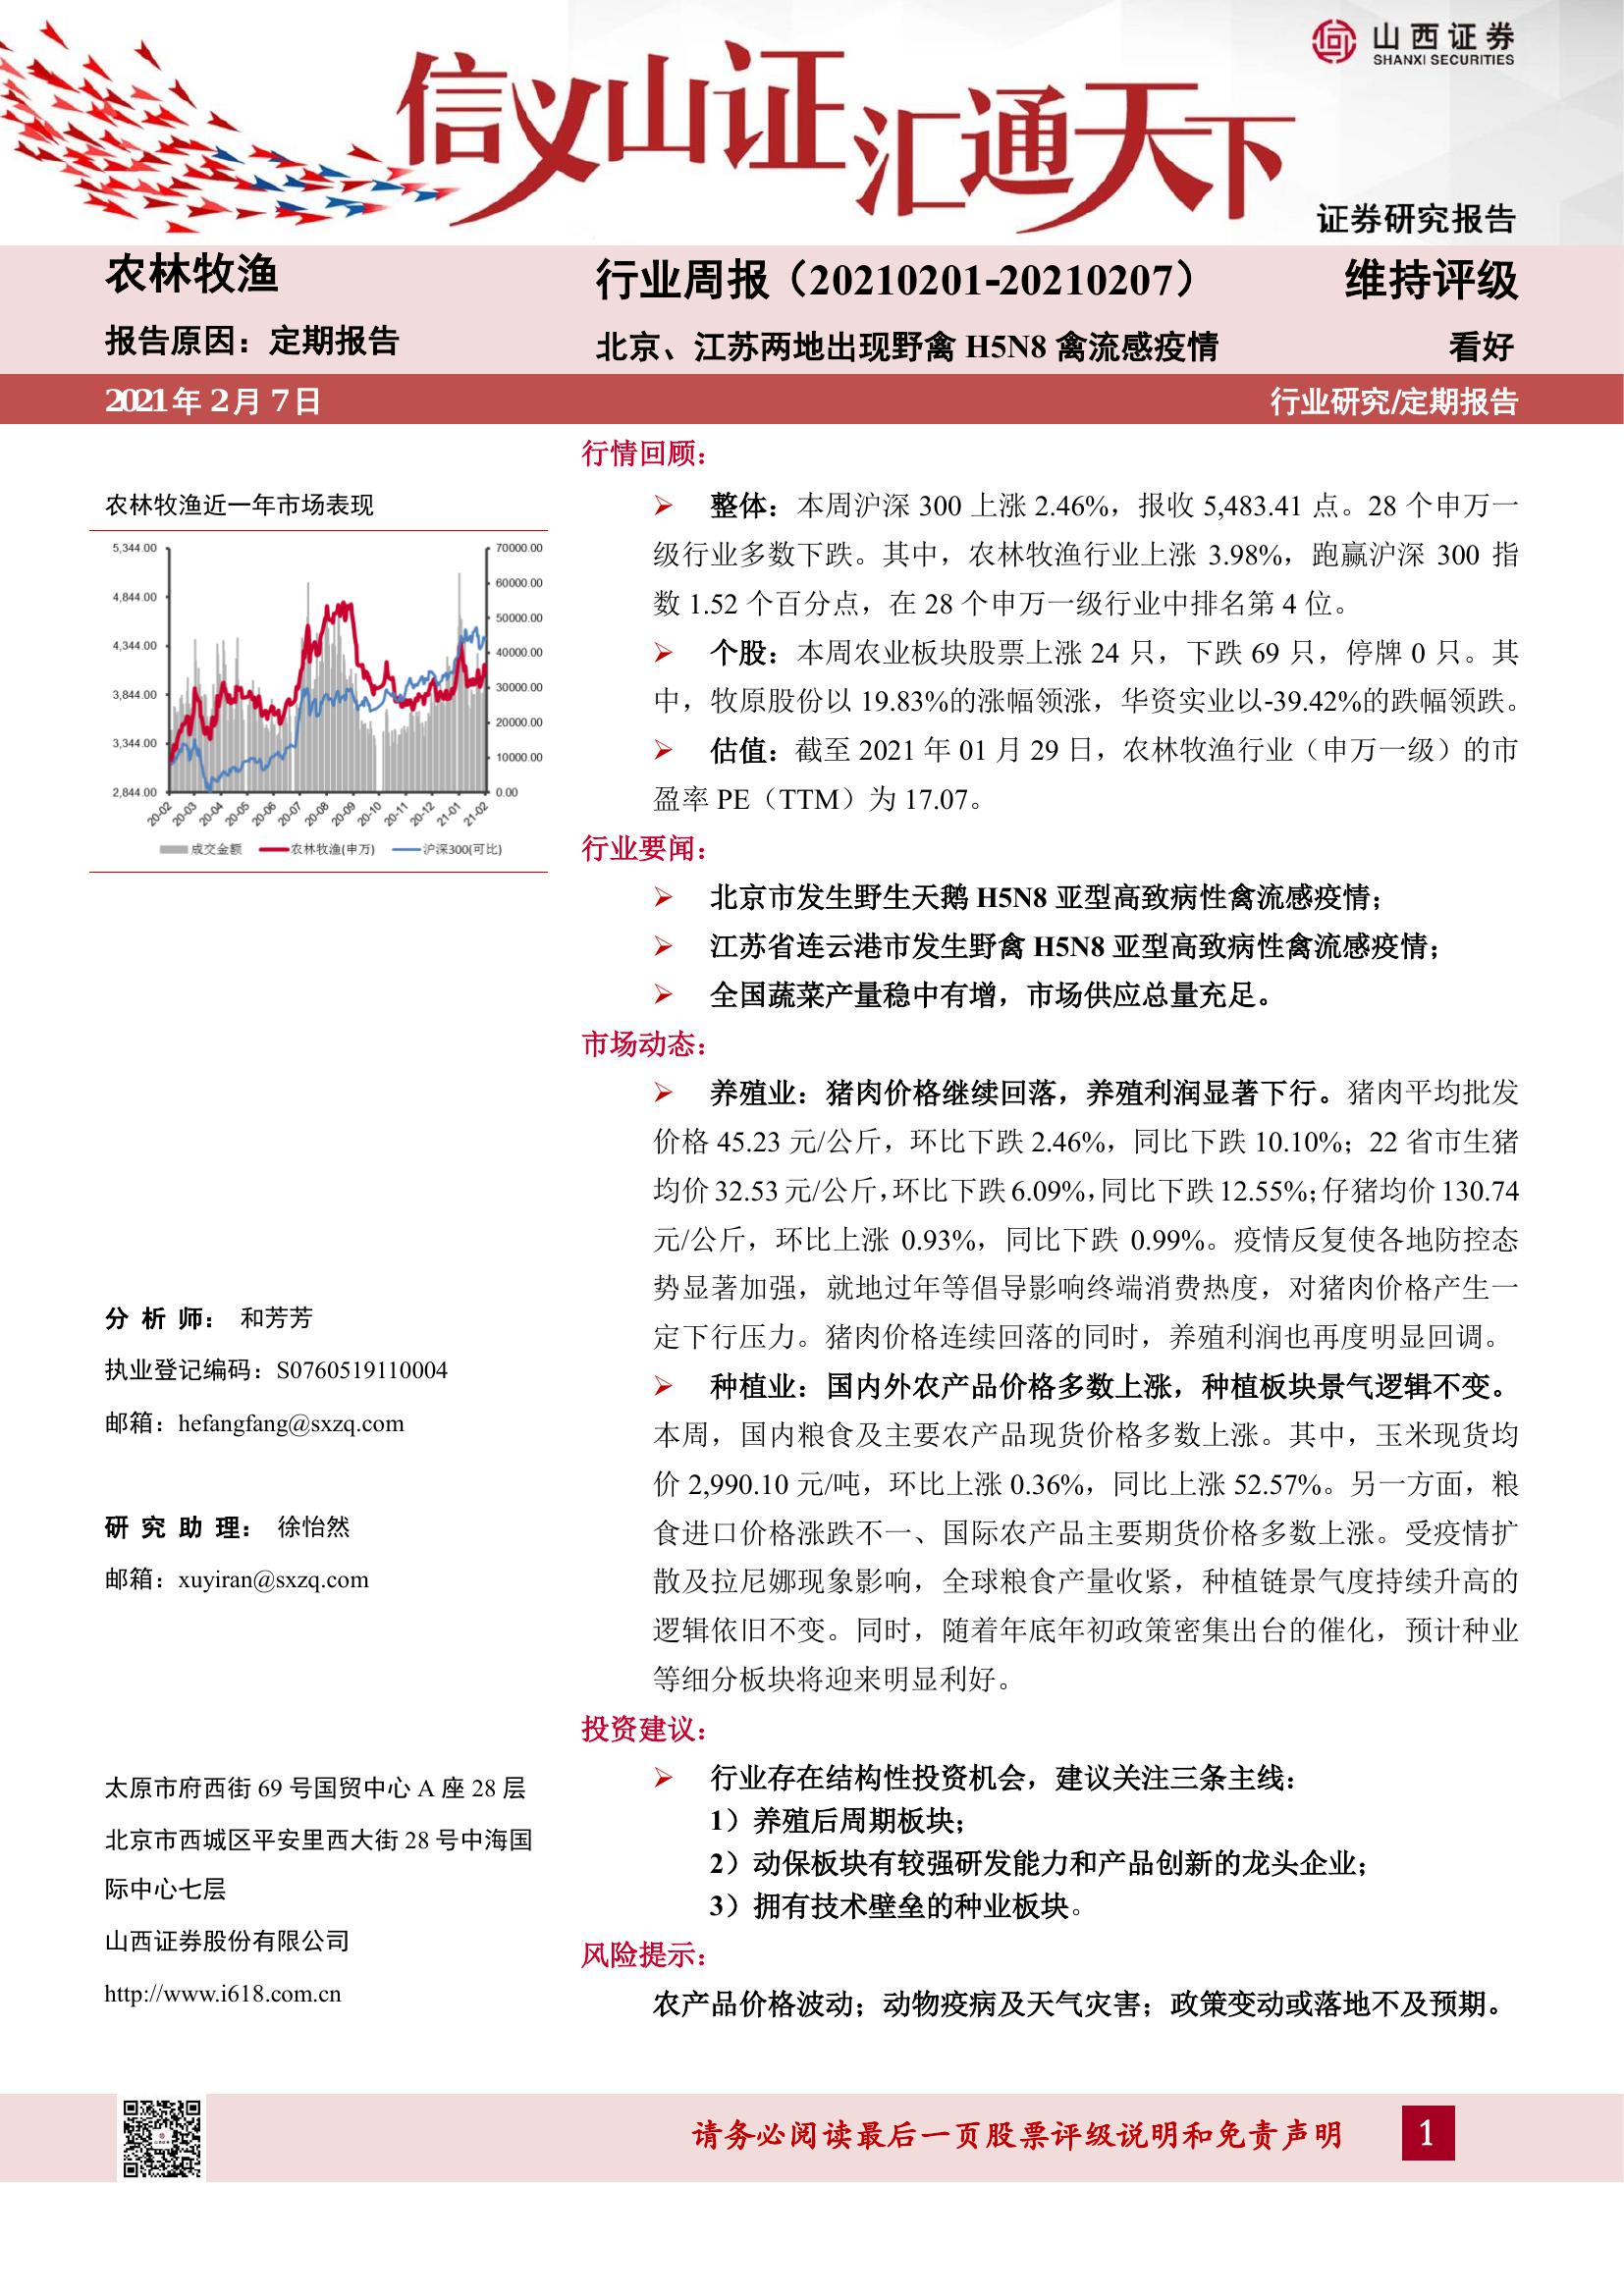 信义山证汇通天下
山西证券
SHANXI SECURITIES
证券研究报告
农林牧渔
行业周报（20210201-20210207）
维持评级
报告原因：定期报告
北京、江苏两地出现野禽 H5N8 禽流感疫情
看好
2021 年 2 月 7 日
行业研究/定期报告
农林牧渔近一年市场表现
5,344.00
4,844.00
4,344.00
3,844.00
3,344.00
2,844.00
70000.00
60000.00
50000.00
40000.00
30000.00
20000.00
10000.00
0.00
20-02
20-03
20-04
20-05
20-06
20-07
20-08
20-09
20-10
20-11
20-12
21-01
21-02
成交金额
农林牧渔(申万)
沪深300(可比)
分 析 师： 和芳芳
执业登记编码：S0760519110004
邮箱：hefangfang@sxzq.com
研 究 助 理： 徐怡然
邮箱：xuyiran@sxzq.com
太原市府西街 69 号国贸中心 A 座 28 层
北京市西城区平安里西大街 28 号中海国
际中心七层
山西证券股份有限公司
http://www.i618.com.cn
行情回顾：
➢ 整体：本周沪深 300 上涨 2.46%，报收 5,483.41 点。28 个申万一
级行业多数下跌。其中，农林牧渔行业上涨 3.98%，跑赢沪深 300 指
数 1.52 个百分点，在 28 个申万一级行业中排名第 4 位。
➢ 个股：本周农业板块股票上涨 24 只，下跌 69 只，停牌 0 只。其
中，牧原股份以 19.83%的涨幅领涨，华资实业以-39.42%的跌幅领跌。
➢ 估值：截至 2021 年 01 月 29 日，农林牧渔行业（申万一级）的市
盈率 PE（TTM）为 17.07。
行业要闻：
➢ 北京市发生野生天鹅 H5N8 亚型高致病性禽流感疫情；
➢ 江苏省连云港市发生野禽 H5N8 亚型高致病性禽流感疫情；
➢ 全国蔬菜产量稳中有增，市场供应总量充足。
市场动态：
➢ 养殖业：猪肉价格继续回落，养殖利润显著下行。猪肉平均批发
价格 45.23 元/公斤，环比下跌 2.46%，同比下跌 10.10%；22 省市生猪
均价 32.53 元/公斤，环比下跌 6.09%，同比下跌 12.55%；仔猪均价 130.74
元/公斤，环比上涨 0.93%，同比下跌 0.99%。疫情反复使各地防控态
势显著加强，就地过年等倡导影响终端消费热度，对猪肉价格产生一
定下行压力。猪肉价格连续回落的同时，养殖利润也再度明显回调。
➢ 种植业：国内外农产品价格多数上涨，种植板块景气逻辑不变。
本周，国内粮食及主要农产品现货价格多数上涨。其中，玉米现货均
价 2,990.10 元/吨，环比上涨 0.36%，同比上涨 52.57%。另一方面，粮
食进口价格涨跌不一、国际农产品主要期货价格多数上涨。受疫情扩
散及拉尼娜现象影响，全球粮食产量收紧，种植链景气度持续升高的
逻辑依旧不变。同时，随着年底年初政策密集出台的催化，预计种业
等细分板块将迎来明显利好。
投资建议：
➢ 行业存在结构性投资机会，建议关注三条主线：
1）养殖后周期板块；
2）动保板块有较强研发能力和产品创新的龙头企业；
3）拥有技术壁垒的种业板块。
风险提示：
农产品价格波动；动物疫病及天气灾害；政策变动或落地不及预期。
请务必阅读最后一页股票评级说明和免责声明
1